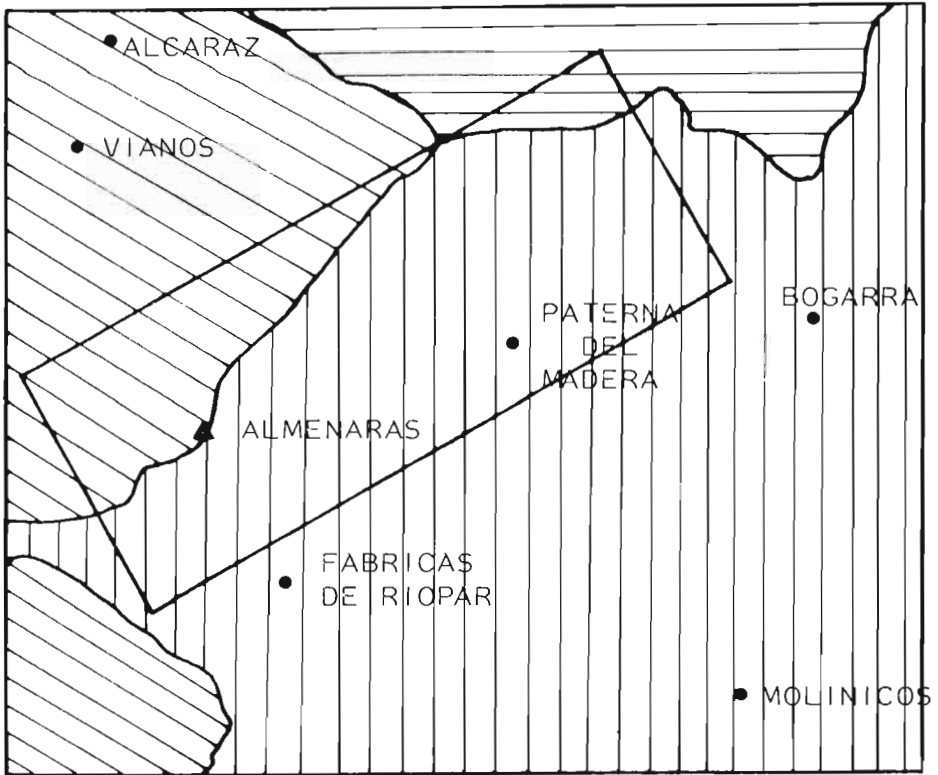 ALCARAZ
VIANOS
BOGARRA
PATERNA
DEL
MADERA
ALMENARAS
FABRICAS
DE RIOPAR
MOLINICOS